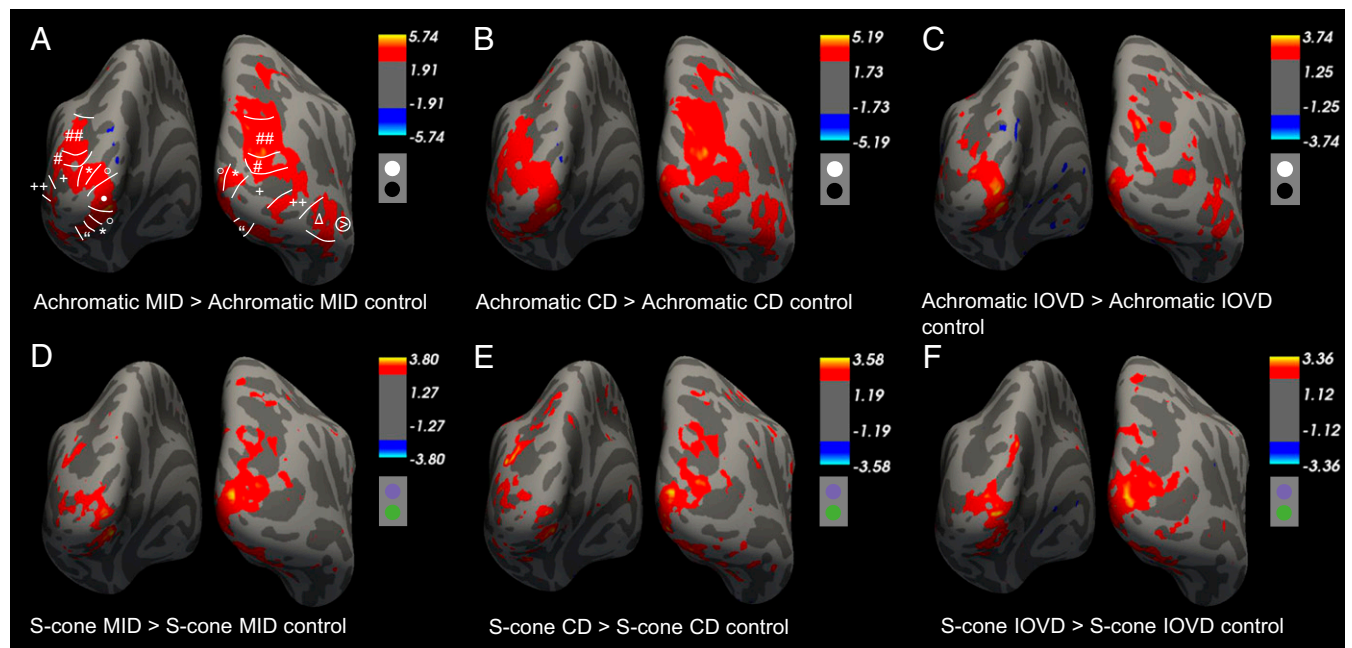 A
5.74
1.91
-1.91
-5.74
##
#
+
*
°
++
°
“
*
##
°
*
#
+
++
Δ
“
Achromatic MID > Achromatic MID control
B
5.19
1.73
-1.73
-5.19
Achromatic CD > Achromatic CD control
C
3.74
1.25
-1.25
-3.74
Achromatic IOVD > Achromatic IOVD
control
D
3.80
1.27
-1.27
-3.80
S-cone MID > S-cone MID control
E
3.58
1.19
-1.19
-3.58
S-cone CD > S-cone CD control
F
3.36
1.12
-1.12
-3.36
S-cone IOVD > S-cone IOVD control